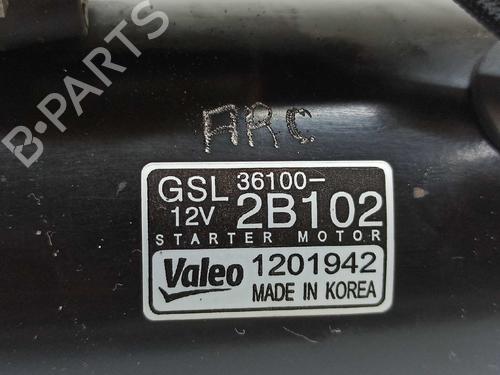 B-PARTS
ARC
GSL 36100-
12V 2B102
STARTER MOTOR
Valeo 1201942
MADE IN KOREA